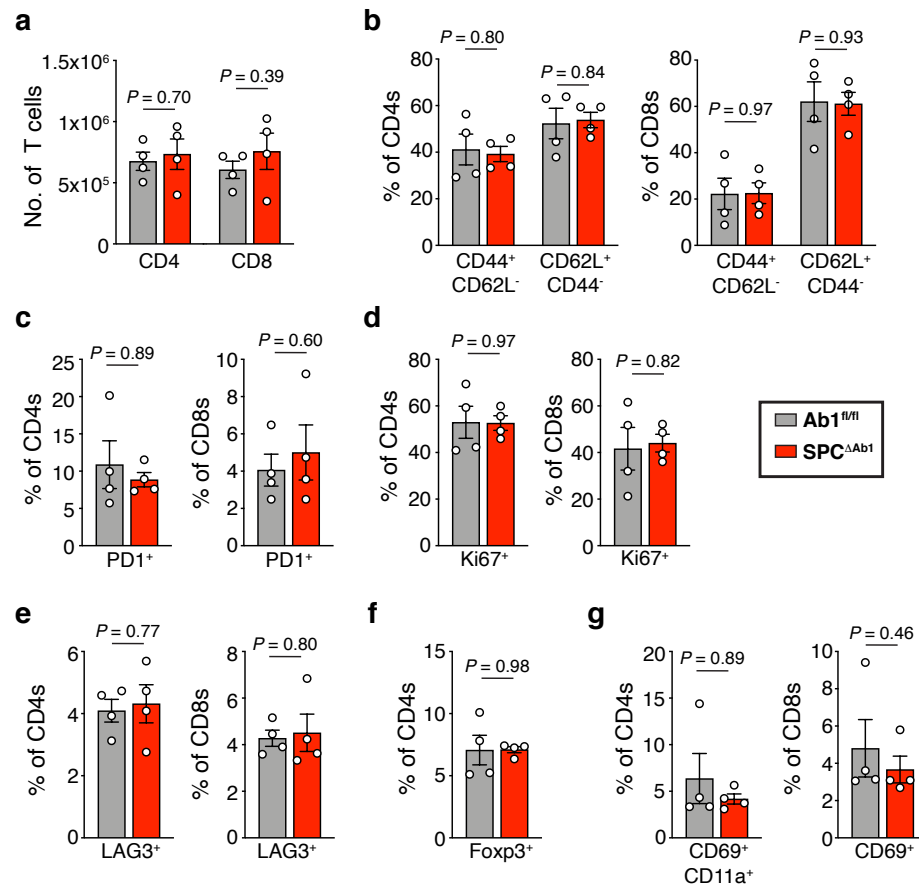 a
No. of T cells
1.5×10⁶
1×10⁶
5×10⁵
0
P = 0.70
P = 0.39
CD4
CD8
b
% of CD4s
80
60
40
20
0
P = 0.80
P = 0.84
CD44⁺
CD62L⁻
CD62L⁺
CD44⁻
% of CD8s
80
60
40
20
0
P = 0.97
P = 0.93
CD44⁺
CD62L⁻
CD62L⁺
CD44⁻
c
% of CD4s
25
20
15
10
5
0
P = 0.89
PD1⁺
% of CD8s
10
8
6
4
2
0
P = 0.60
PD1⁺
d
% of CD4s
80
60
40
20
0
P = 0.97
Ki67⁺
% of CD8s
80
60
40
20
0
P = 0.82
Ki67⁺
Ab1ᶠˡ/ᶠˡ
SPC^ΔAb1
e
% of CD4s
6
4
2
0
P = 0.77
LAG3⁺
% of CD8s
8
6
4
2
0
P = 0.80
LAG3⁺
f
% of CD4s
15
10
5
0
P = 0.98
Foxp3⁺
g
% of CD4s
20
15
10
5
0
P = 0.89
CD69⁺
CD11a⁺
% of CD8s
10
8
6
4
2
0
P = 0.46
CD69⁺